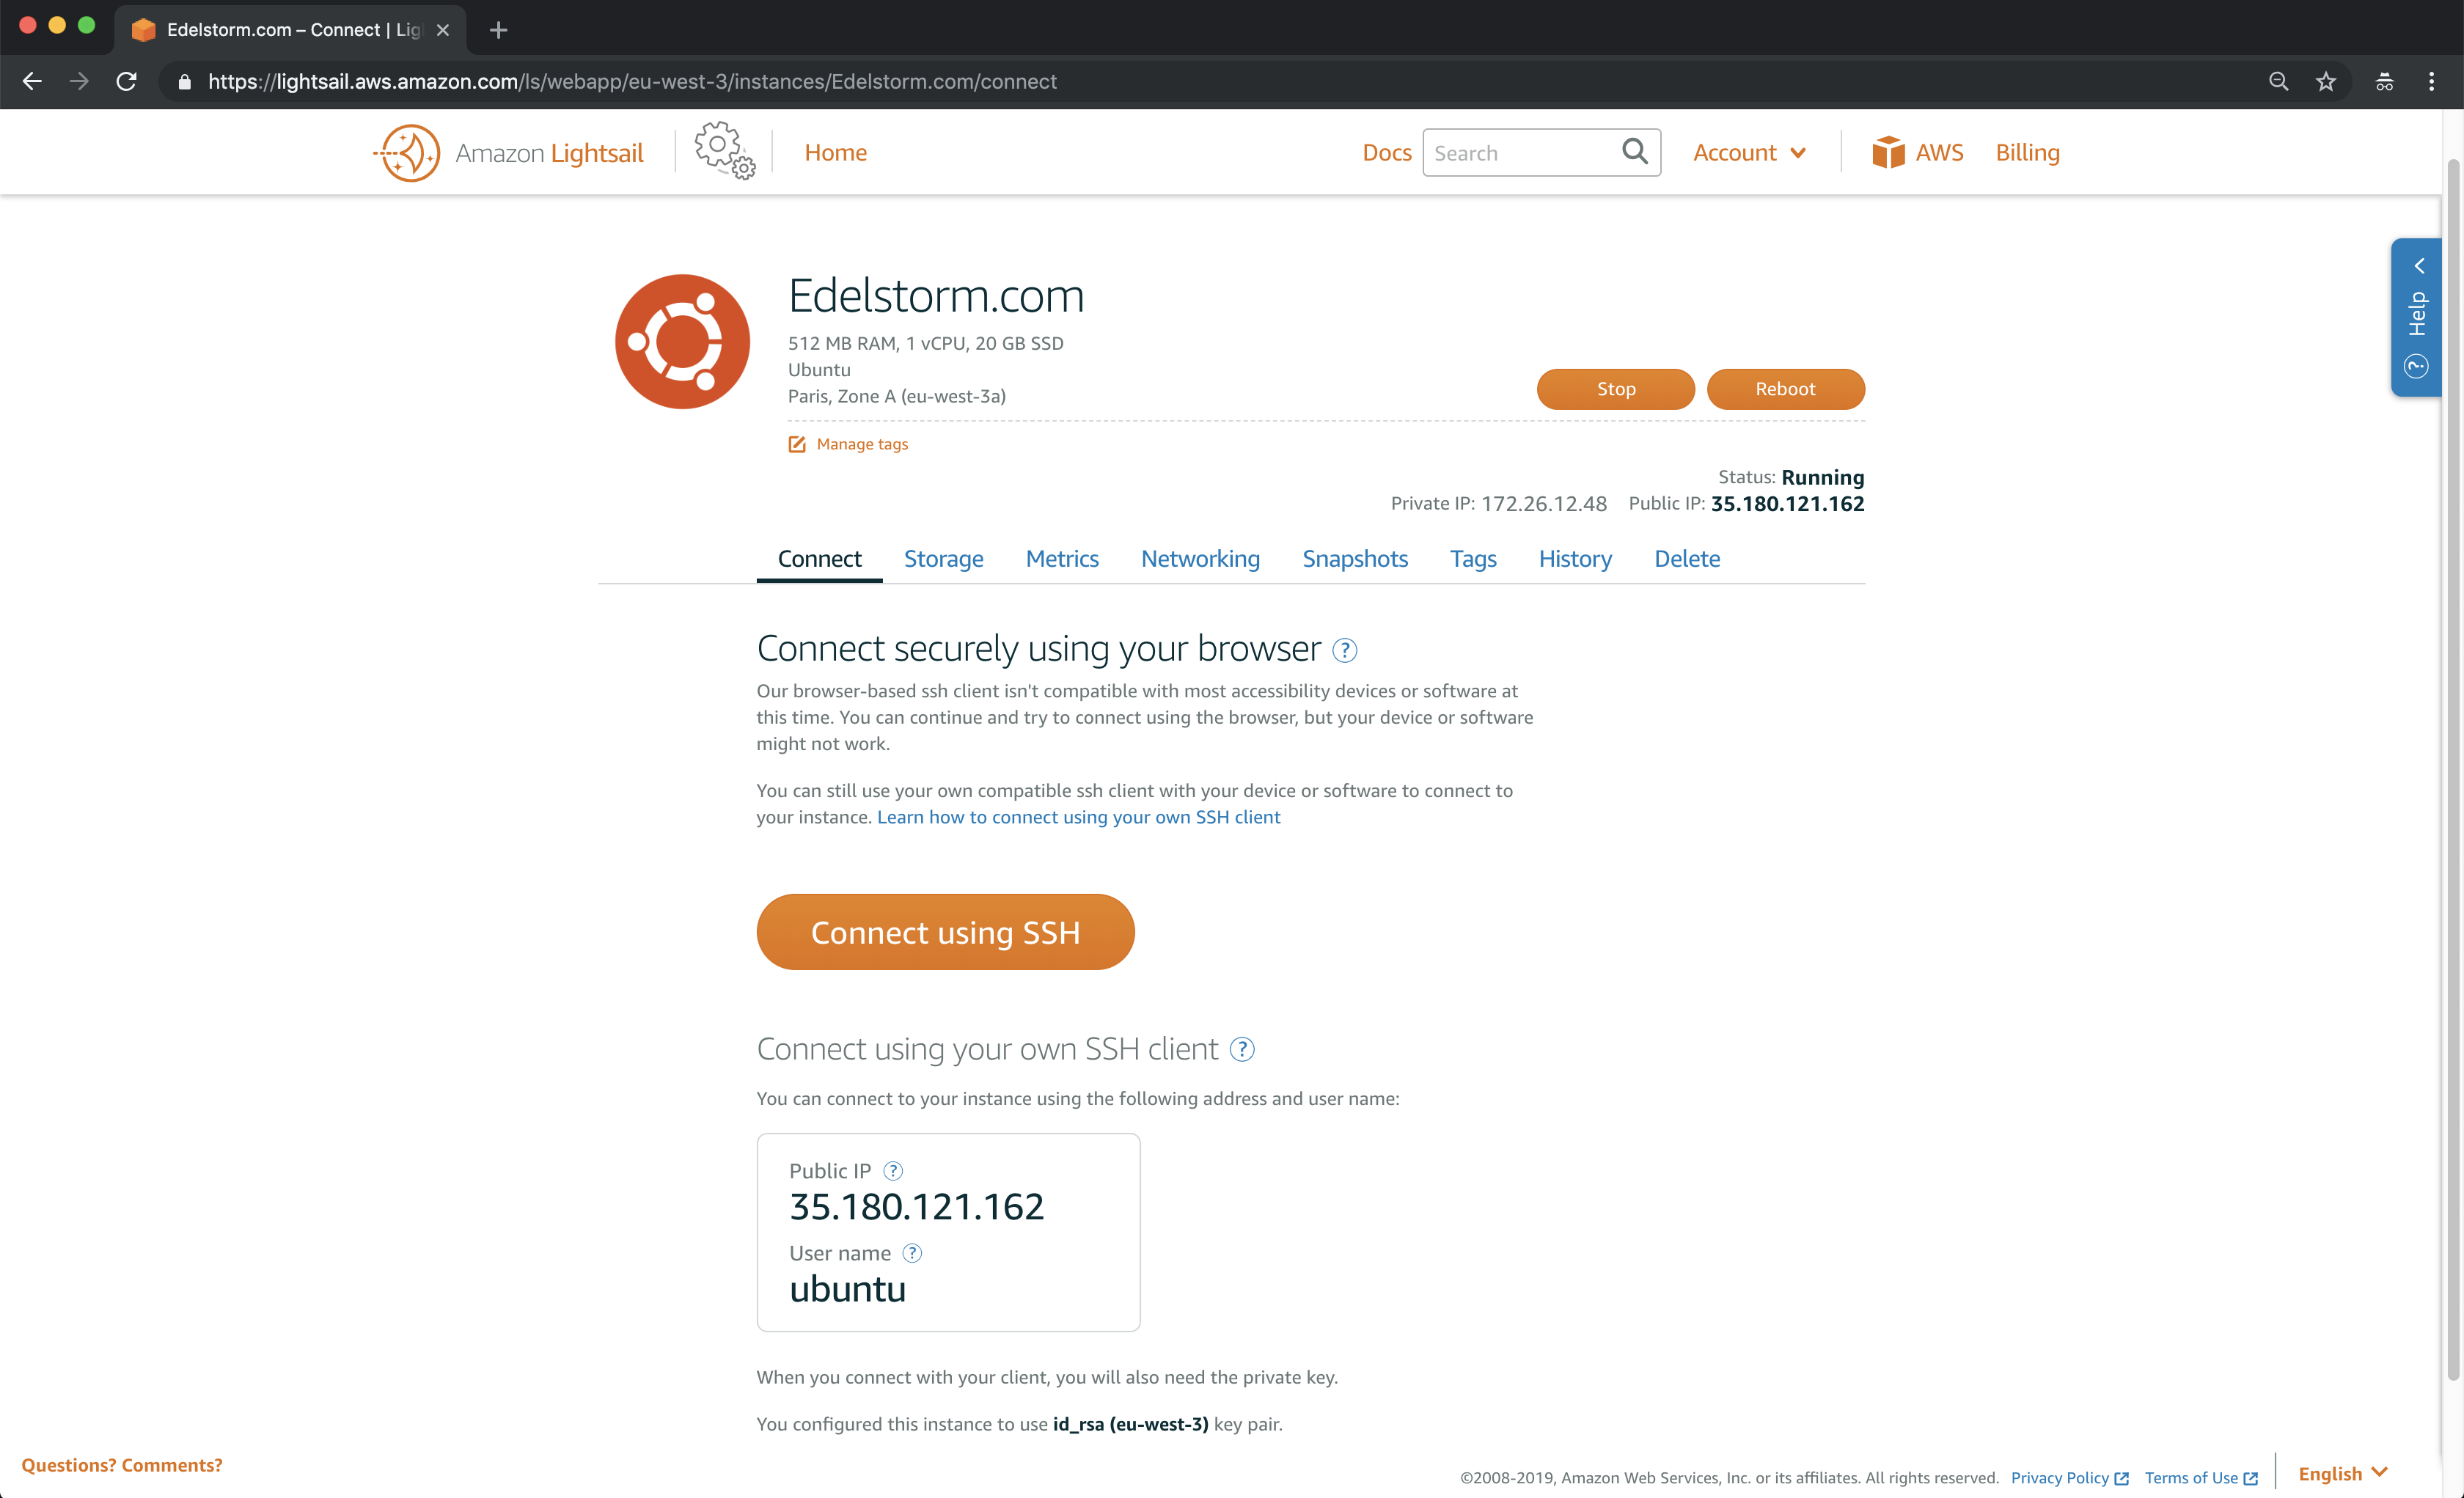 Edelstorm.com – Connect | Lig
https://lightsail.aws.amazon.com/ls/webapp/eu-west-3/instances/Edelstorm.com/connect
Amazon Lightsail
Home
Docs
Search
Account
AWS
Billing
Help
Edelstorm.com
512 MB RAM, 1 vCPU, 20 GB SSD
Ubuntu
Paris, Zone A (eu-west-3a)
Stop
Reboot
Manage tags
Status: Running
Private IP: 172.26.12.48 Public IP: 35.180.121.162
Connect Storage Metrics Networking Snapshots Tags History Delete
Connect securely using your browser ?
Our browser-based ssh client isn't compatible with most accessibility devices or software at
this time. You can continue and try to connect using the browser, but your device or software
might not work.
You can still use your own compatible ssh client with your device or software to connect to
your instance. Learn how to connect using your own SSH client
Connect using SSH
Connect using your own SSH client ?
You can connect to your instance using the following address and user name:
Public IP ?
35.180.121.162
User name ?
ubuntu
When you connect with your client, you will also need the private key.
You configured this instance to use id_rsa (eu-west-3) key pair.
Questions? Comments?
©2008-2019, Amazon Web Services, Inc. or its affiliates. All rights reserved. Privacy Policy Terms of Use
English